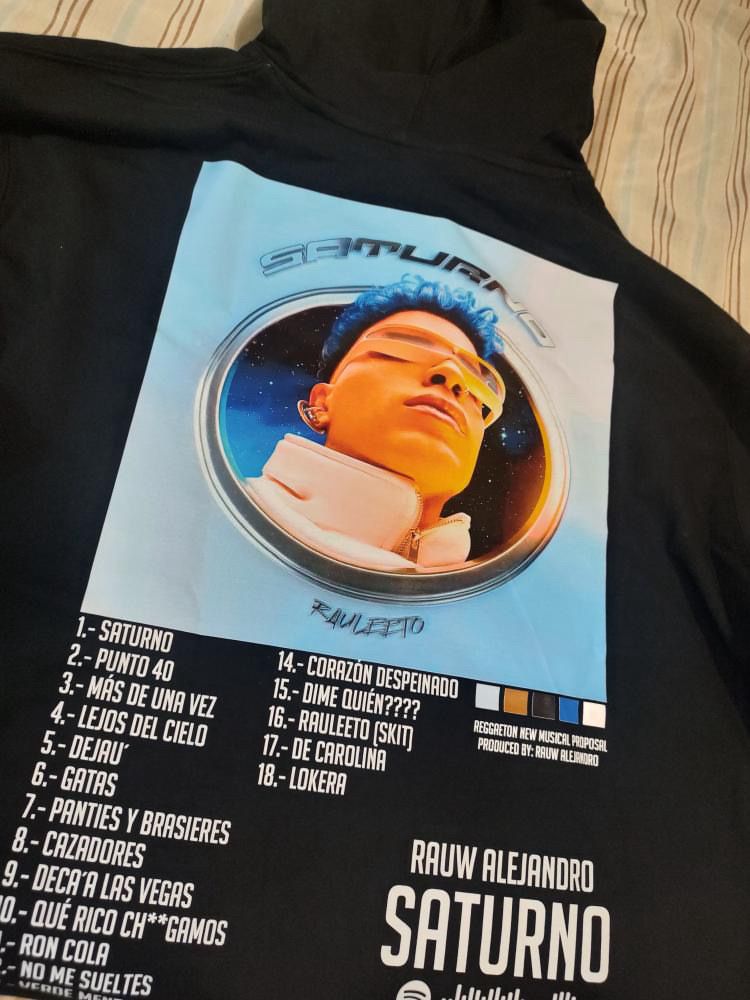 SATURNO
RAULEETO
1.- SATURNO
2.- PUNTO 40
3.- MÁS DE UNA VEZ
4.- LEJOS DEL CIELO
5.- DEJAU'
6.- GATAS
7.- PANTIES Y BRASIERES
8.- CAZADORES
9.- DECA'A LAS VEGAS
10.- QUÉ RICO CH**GAMOS
.- RON COLA
.- NO ME SUELTES
VERDE
14.- CORAZÓN DESPEINADO
15.- DIME QUIÉN????
16.- RAULEETO (SKIT)
17.- DE CAROLINA
18.- LOKERA
REGGAETON NEW MUSICAL PROPOSAL
PRODUCED BY: RAUW ALEJANDRO
RAUW ALEJANDRO
SATURNO